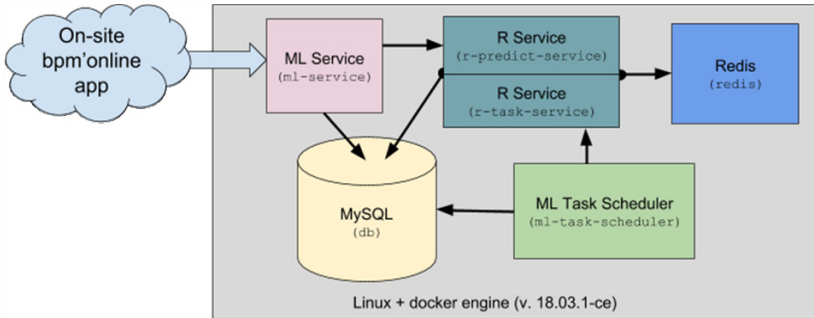 On-site
bpm'online
app
ML Service
(ml-service)
R Service
(r-predict-service)
R Service
(r-task-service)
Redis
(redis)
MySQL
(db)
ML Task Scheduler
(ml-task-scheduler)
Linux + docker engine (v. 18.03.1-ce)